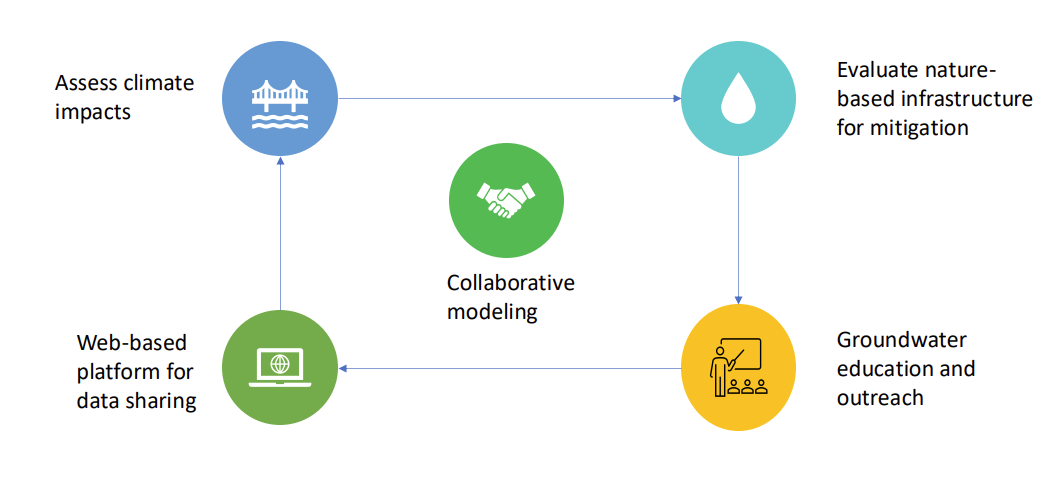 Assess climate
impacts
Evaluate nature-
based infrastructure
for mitigation
Collaborative
modeling
Web-based
platform for
data sharing
Groundwater
education and
outreach